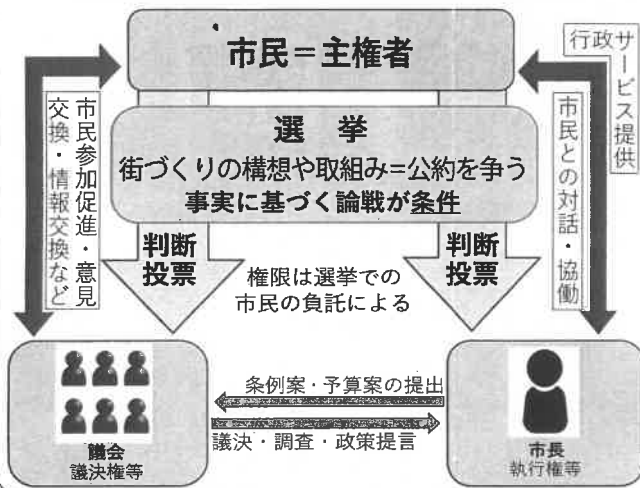 市民＝主権者
選 挙
街づくりの構想や取組み＝公約を争う
事実に基づく論戦が条件
判断
投票
判断
投票
権限は選挙での
市民の負託による
市民参加促進・意見
交換・情報交換など
行政サービス提供
市民との対話・協働
条例案・予算案の提出
議決・調査・政策提言
議会
議決権等
市長
執行権等